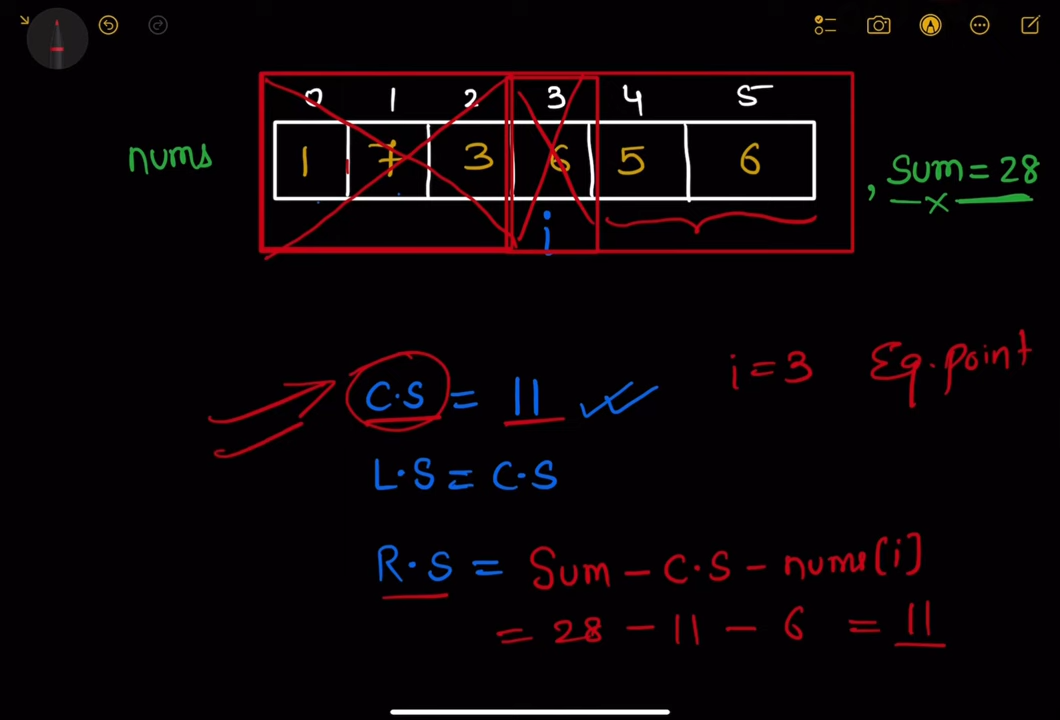 0 1 2 3 4 5
nums 1 7 3 6 5 6 , Sum = 28
i
C.S = 11 i = 3 Eq. point
L.S = C.S
R.S = Sum - C.S - nums[i]
= 28 - 11 - 6 = 11